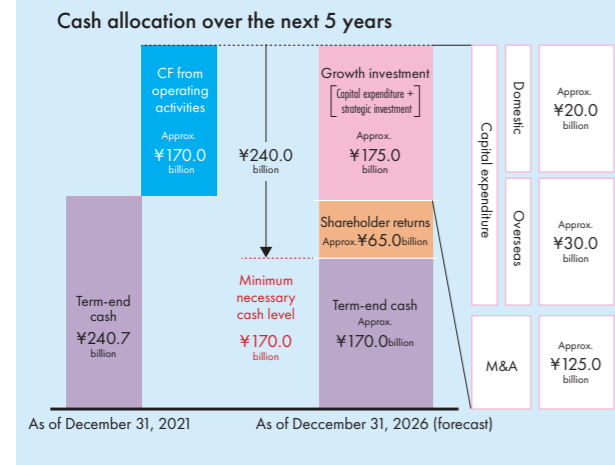 Cash allocation over the next 5 years
CF from
operating
activities
Approx.
¥170.0
billion
Term-end
cash
¥240.7
billion
¥240.0
billion
Minimum
necessary
cash level
¥170.0
billion
Growth investment
Capital expenditure +
strategic investment
Approx.
¥175.0
billion
Shareholder returns
Approx.¥65.0billion
Term-end cash
Approx.
¥170.0billion
Capital expenditure
Domestic
Approx.
¥20.0
billion
Overseas
Approx.
¥30.0
billion
M&A
Approx.
¥125.0
billion
As of December 31, 2021
As of Deccember 31, 2026 (forecast)